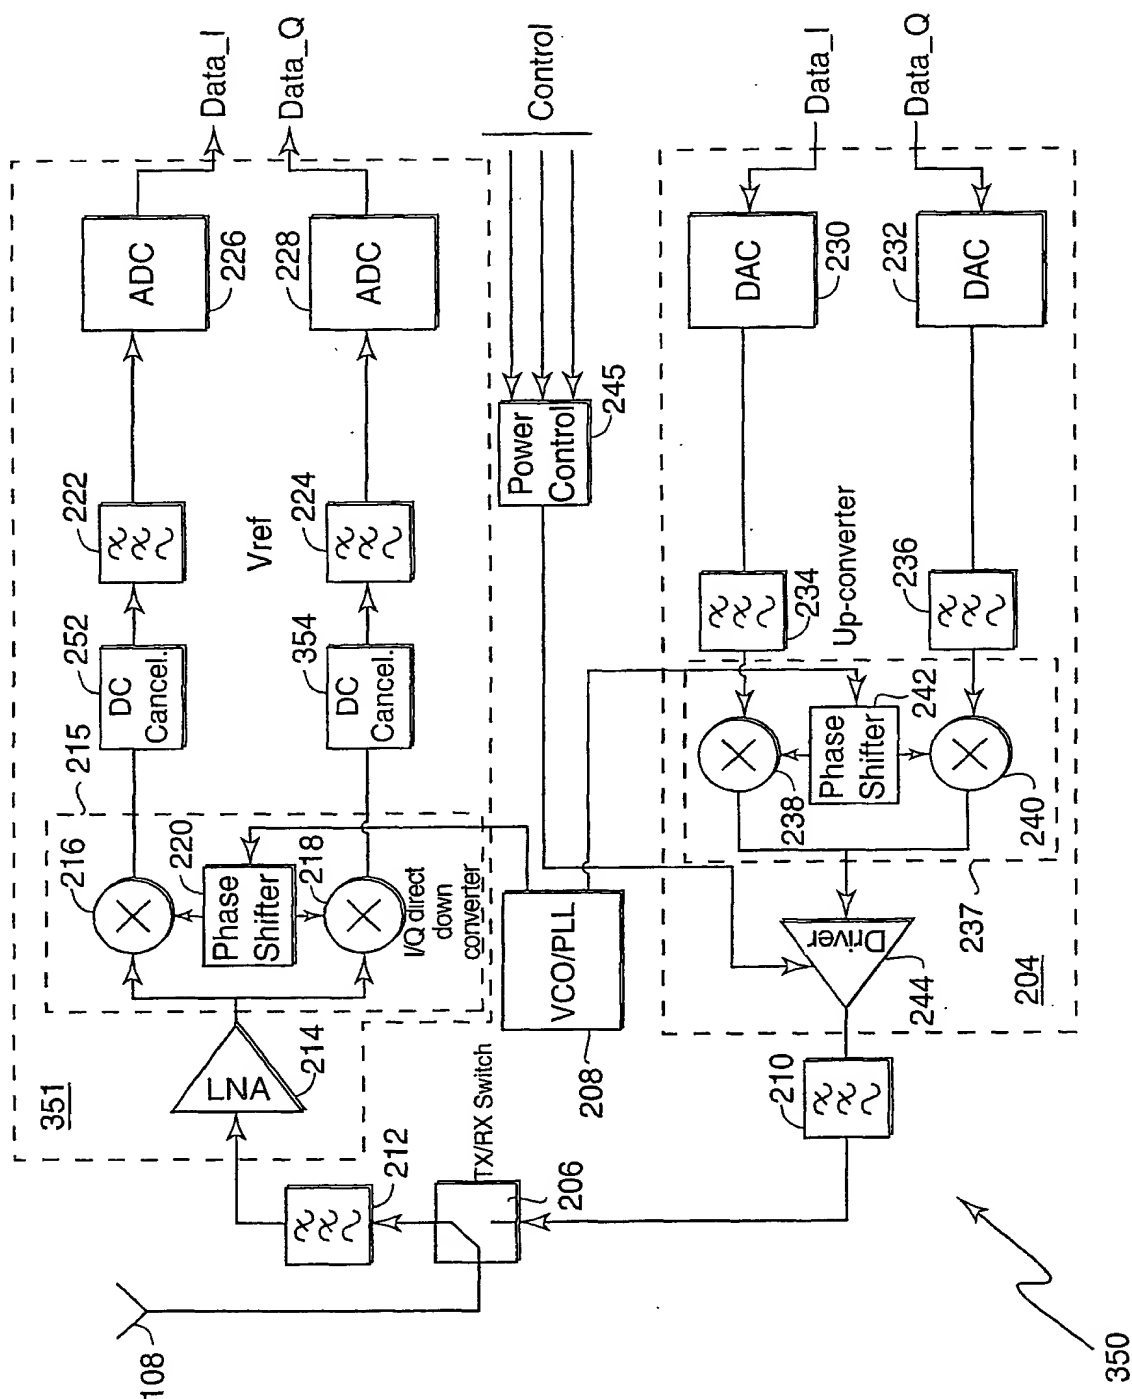 Data_I
Data_Q
Control
Data_I
Data_Q
ADC
226
228
ADC
DAC
230
232
DAC
Power
Control
245
222
Vref
224
234
236
Up-converter
252
DC
Cancel.
354
DC
Cancel.
215
242
Phase
Shifter
238
240
237
216
220
Phase
Shifter
218
I/Q direct
down
converter
VCO/PLL
208
Driver
244
204
351
LNA
214
210
212
TX/RX Switch
206
108
350